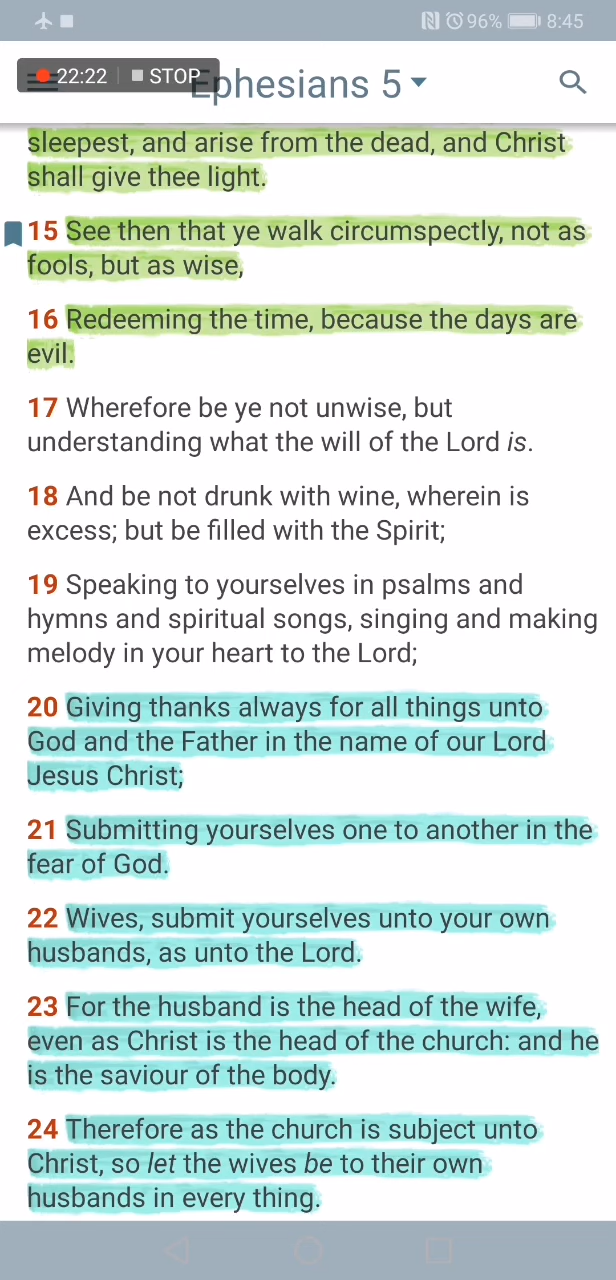 96% 8:45
22:22 STOP
Ephesians 5
sleepest, and arise from the dead, and Christ
shall give thee light.
15 See then that ye walk circumspectly, not as
fools, but as wise,
16 Redeeming the time, because the days are
evil.
17 Wherefore be ye not unwise, but
understanding what the will of the Lord is.
18 And be not drunk with wine, wherein is
excess; but be filled with the Spirit;
19 Speaking to yourselves in psalms and
hymns and spiritual songs, singing and making
melody in your heart to the Lord;
20 Giving thanks always for all things unto
God and the Father in the name of our Lord
Jesus Christ;
21 Submitting yourselves one to another in the
fear of God.
22 Wives, submit yourselves unto your own
husbands, as unto the Lord.
23 For the husband is the head of the wife,
even as Christ is the head of the church: and he
is the saviour of the body.
24 Therefore as the church is subject unto
Christ, so let the wives be to their own
husbands in every thing.